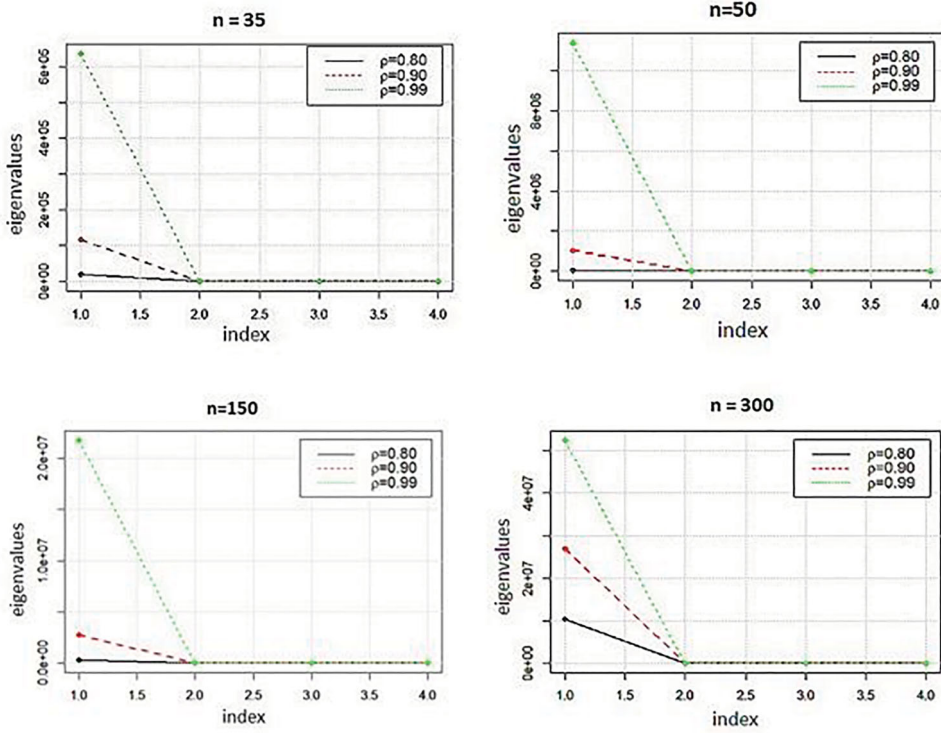 n = 35
ρ=0.80
ρ=0.90
ρ=0.99
eigenvalues
6e+05
4e+05
2e+05
0e+00
1.0 1.5 2.0 2.5 3.0 3.5 4.0
index
n=50
ρ=0.80
ρ=0.90
ρ=0.99
eigenvalues
8e+06
4e+06
0e+00
1.0 1.5 2.0 2.5 3.0 3.5 4.0
index
n=150
ρ=0.80
ρ=0.90
ρ=0.99
eigenvalues
2.0e+07
1.0e+07
0.0e+00
1.0 1.5 2.0 2.5 3.0 3.5 4.0
index
n = 300
ρ=0.80
ρ=0.90
ρ=0.99
eigenvalues
4e+07
2e+07
0e+00
1.0 1.5 2.0 2.5 3.0 3.5 4.0
index